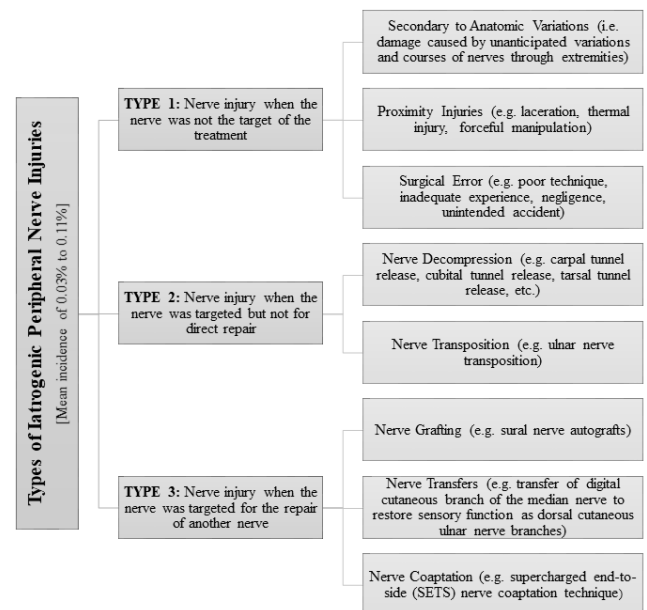 Types of Iatrogenic Peripheral Nerve Injuries
[Mean incidence of 0.03% to 0.11%]
TYPE 1: Nerve injury when the
nerve was not the target of the
treatment
Secondary to Anatomic Variations (i.e.
damage caused by unanticipated variations
and courses of nerves through extremities)
Proximity Injuries (e.g. laceration, thermal
injury, forceful manipulation)
Surgical Error (e.g. poor technique,
inadequate experience, negligence,
unintended accident)
TYPE 2: Nerve injury when the
nerve was targeted but not for
direct repair
Nerve Decompression (e.g. carpal tunnel
release, cubital tunnel release, tarsal tunnel
release, etc.)
Nerve Transposition (e.g. ulnar nerve
transposition)
TYPE 3: Nerve injury when the
nerve was targeted for the repair
of another nerve
Nerve Grafting (e.g. sural nerve autografts)
Nerve Transfers (e.g. transfer of digital
cutaneous branch of the median nerve to
restore sensory function as dorsal cutaneous
ulnar nerve branches)
Nerve Coaptation (e.g. supercharged end-to-
side (SETS) nerve coaptation technique)